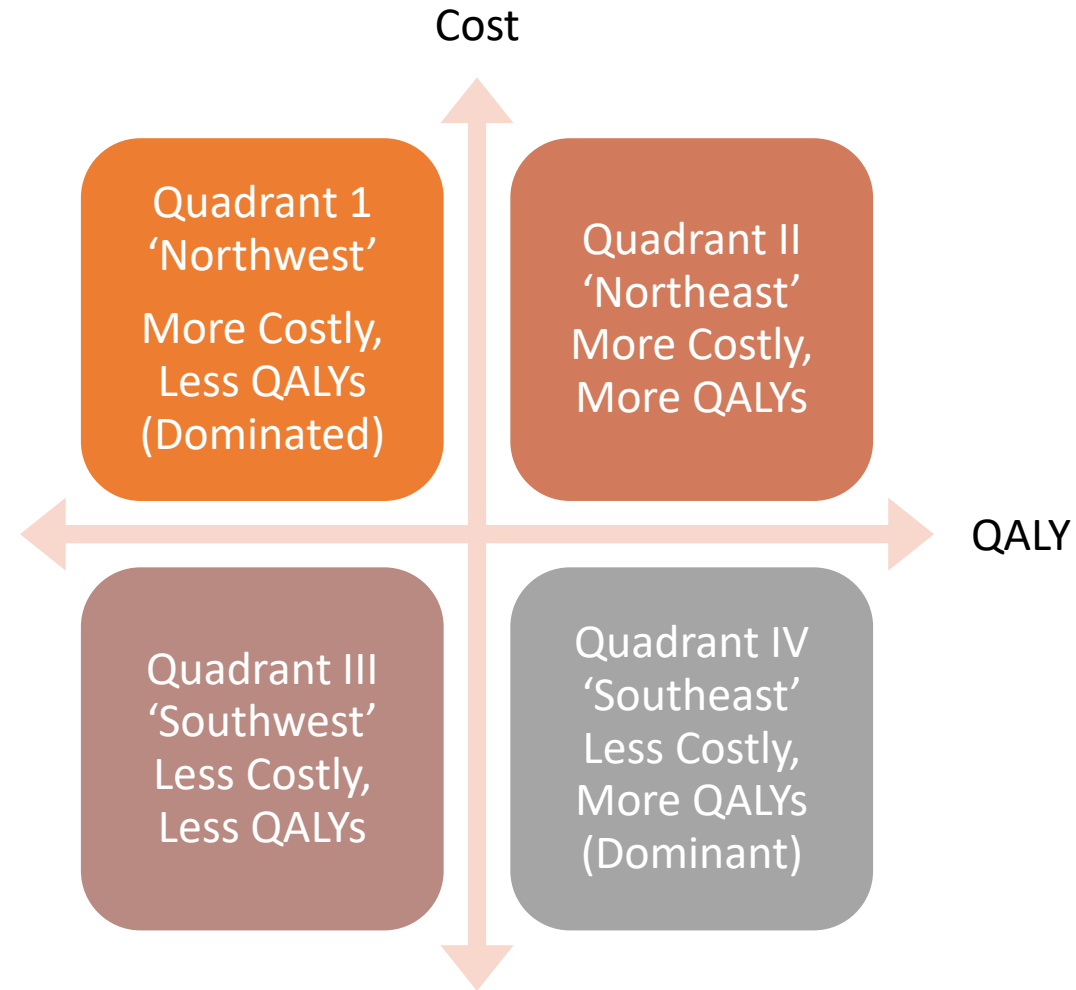 Cost
Quadrant 1
‘Northwest’
More Costly,
Less QALYs
(Dominated)
Quadrant II
‘Northeast’
More Costly,
More QALYs
QALY
Quadrant III
‘Southwest’
Less Costly,
Less QALYs
Quadrant IV
‘Southeast’
Less Costly,
More QALYs
(Dominant)